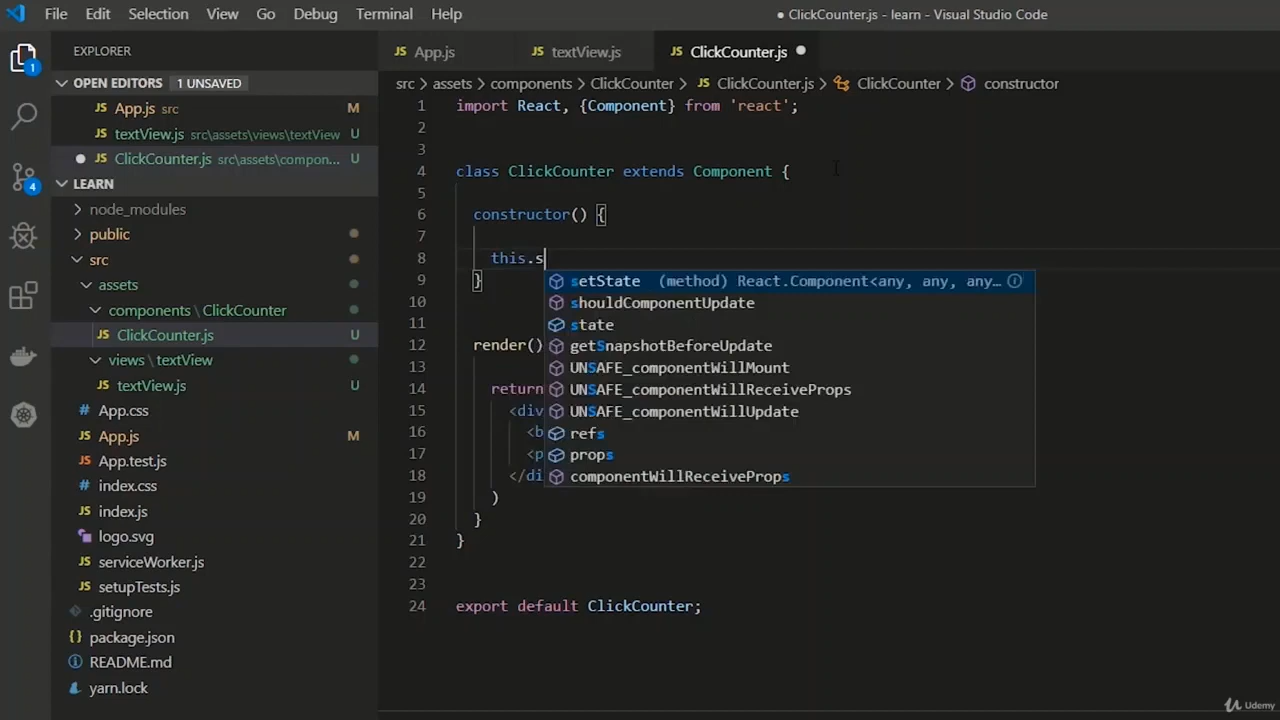 File Edit Selection View Go Debug Terminal Help ● ClickCounter.js - learn - Visual Studio Code
EXPLORER
OPEN EDITORS 1 UNSAVED
JS App.js src M
JS textView.js src\assets\views\textView U
● JS ClickCounter.js src\assets\compon... U
LEARN
node_modules
public
src
assets
components \ ClickCounter
JS ClickCounter.js U
views \ textView
JS textView.js U
App.css
JS App.js M
JS App.test.js
index.css
JS index.js
logo.svg
JS serviceWorker.js
JS setupTests.js
.gitignore
package.json
README.md
yarn.lock
1
4
JS App.js JS textView.js JS ClickCounter.js ●
src > assets > components > ClickCounter > JS ClickCounter.js > ClickCounter > constructor
1 import React, {Component} from 'react';
2
3
4 class ClickCounter extends Component {
5
6 constructor() {
7
8 this.s
9 }
10
11
12 render()
13
14 return
15 <div
16 <b
17 <p
18 </di
19 )
20 }
21 }
22
23
24 export default ClickCounter;
setState (method) React.Component<any, any, any...
shouldComponentUpdate
state
getSnapshotBeforeUpdate
UNSAFE_componentWillMount
UNSAFE_componentWillReceiveProps
UNSAFE_componentWillUpdate
refs
props
componentWillReceiveProps
Udemy